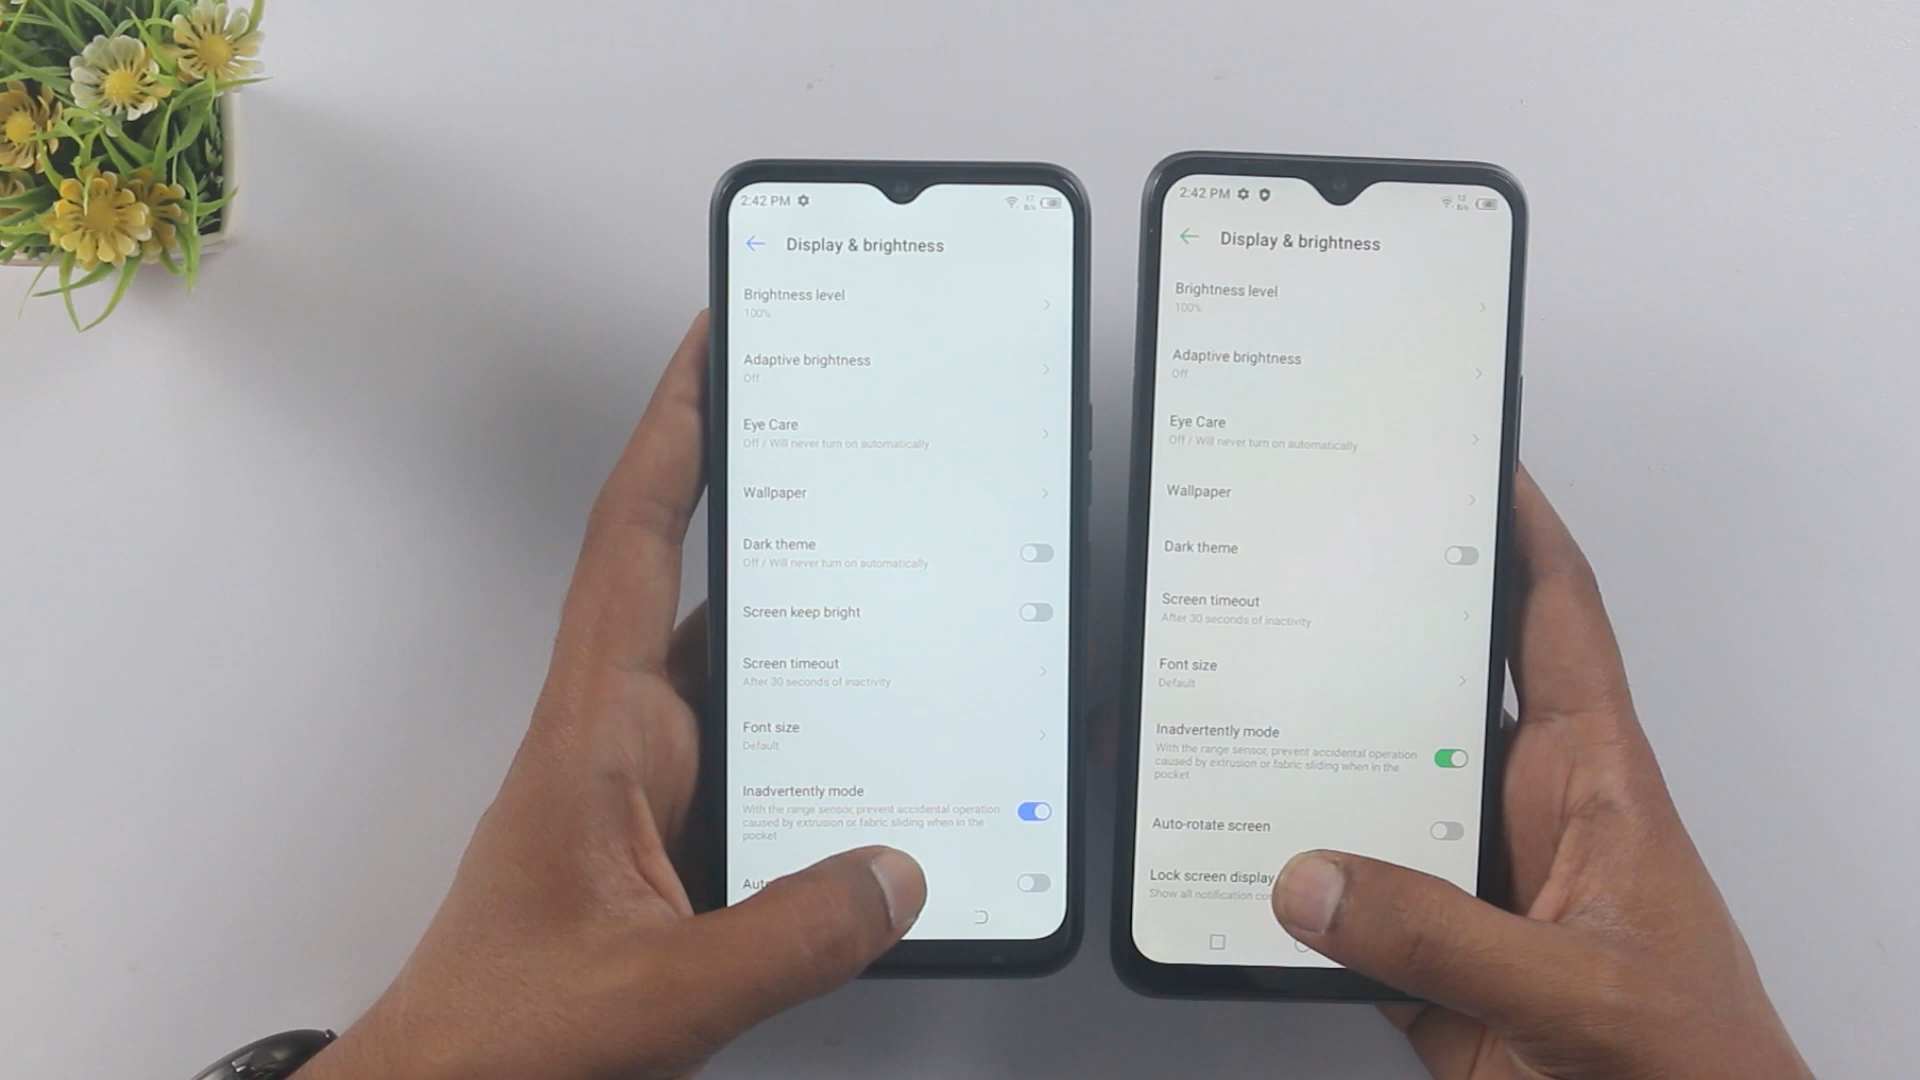 2:42 PM
17
B/s
Display & brightness
Brightness level
100%
Adaptive brightness
Off
Eye Care
Off / Will never turn on automatically
Wallpaper
Dark theme
Off / Will never turn on automatically
Screen keep bright
Screen timeout
After 30 seconds of inactivity
Font size
Default
Inadvertently mode
With the range sensor, prevent accidental operation
caused by extrusion or fabric sliding when in the
pocket
2:42 PM
12
B/s
Display & brightness
Brightness level
100%
Adaptive brightness
Off
Eye Care
Off / Will never turn on automatically
Wallpaper
Dark theme
Screen timeout
After 30 seconds of inactivity
Font size
Default
Inadvertently mode
With the range sensor, prevent accidental operation
caused by extrusion or fabric sliding when in the
pocket
Auto-rotate screen
Lock screen display
Show all notification